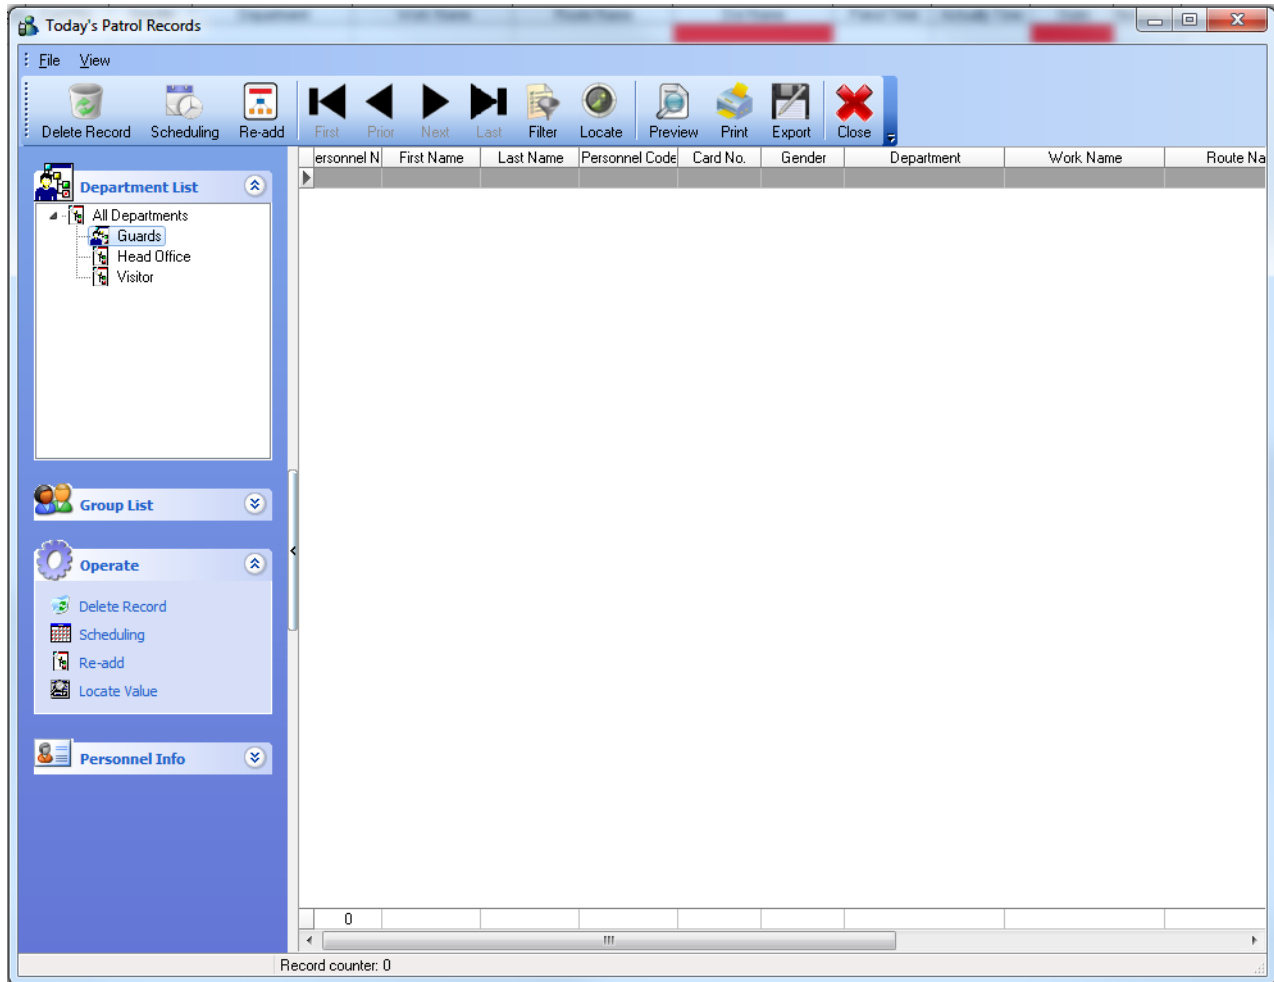 Today's Patrol Records
File View
Delete Record Scheduling Re-add First Prior Next Last Filter Locate Preview Print Export Close
ersonnel N First Name Last Name Personnel Code Card No. Gender Department Work Name Route Na
Department List
All Departments
Guards
Head Office
Visitor
Group List
Operate
Delete Record
Scheduling
Re-add
Locate Value
Personnel Info
0
Record counter: 0